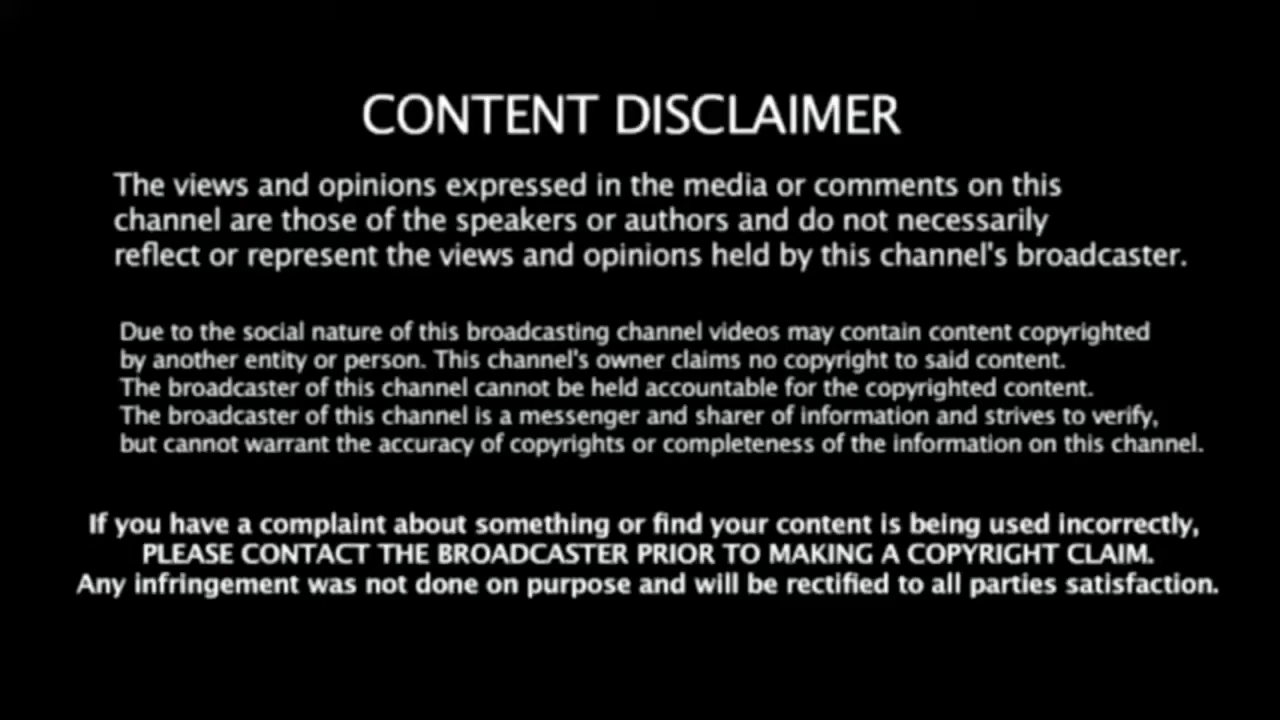 CONTENT DISCLAIMER
The views and opinions expressed in the media or comments on this
channel are those of the speakers or authors and do not necessarily
reflect or represent the views and opinions held by this channel's broadcaster.
Due to the social nature of this broadcasting channel videos may contain content copyrighted
by another entity or person. This channel's owner claims no copyright to said content.
The broadcaster of this channel cannot be held accountable for the copyrighted content.
The broadcaster of this channel is a messenger and sharer of information and strives to verify,
but cannot warrant the accuracy of copyrights or completeness of the information on this channel.
If you have a complaint about something or find your content is being used incorrectly,
PLEASE CONTACT THE BROADCASTER PRIOR TO MAKING A COPYRIGHT CLAIM.
Any infringement was not done on purpose and will be rectified to all parties satisfaction.